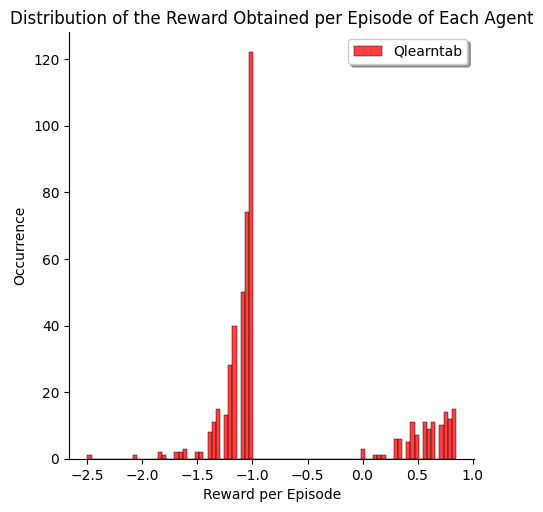 Distribution of the Reward Obtained per Episode of Each Agent
Qlearntab
120
100
80
60
40
20
0
Occurrence
−2.5 −2.0 −1.5 −1.0 −0.5 0.0 0.5 1.0
Reward per Episode